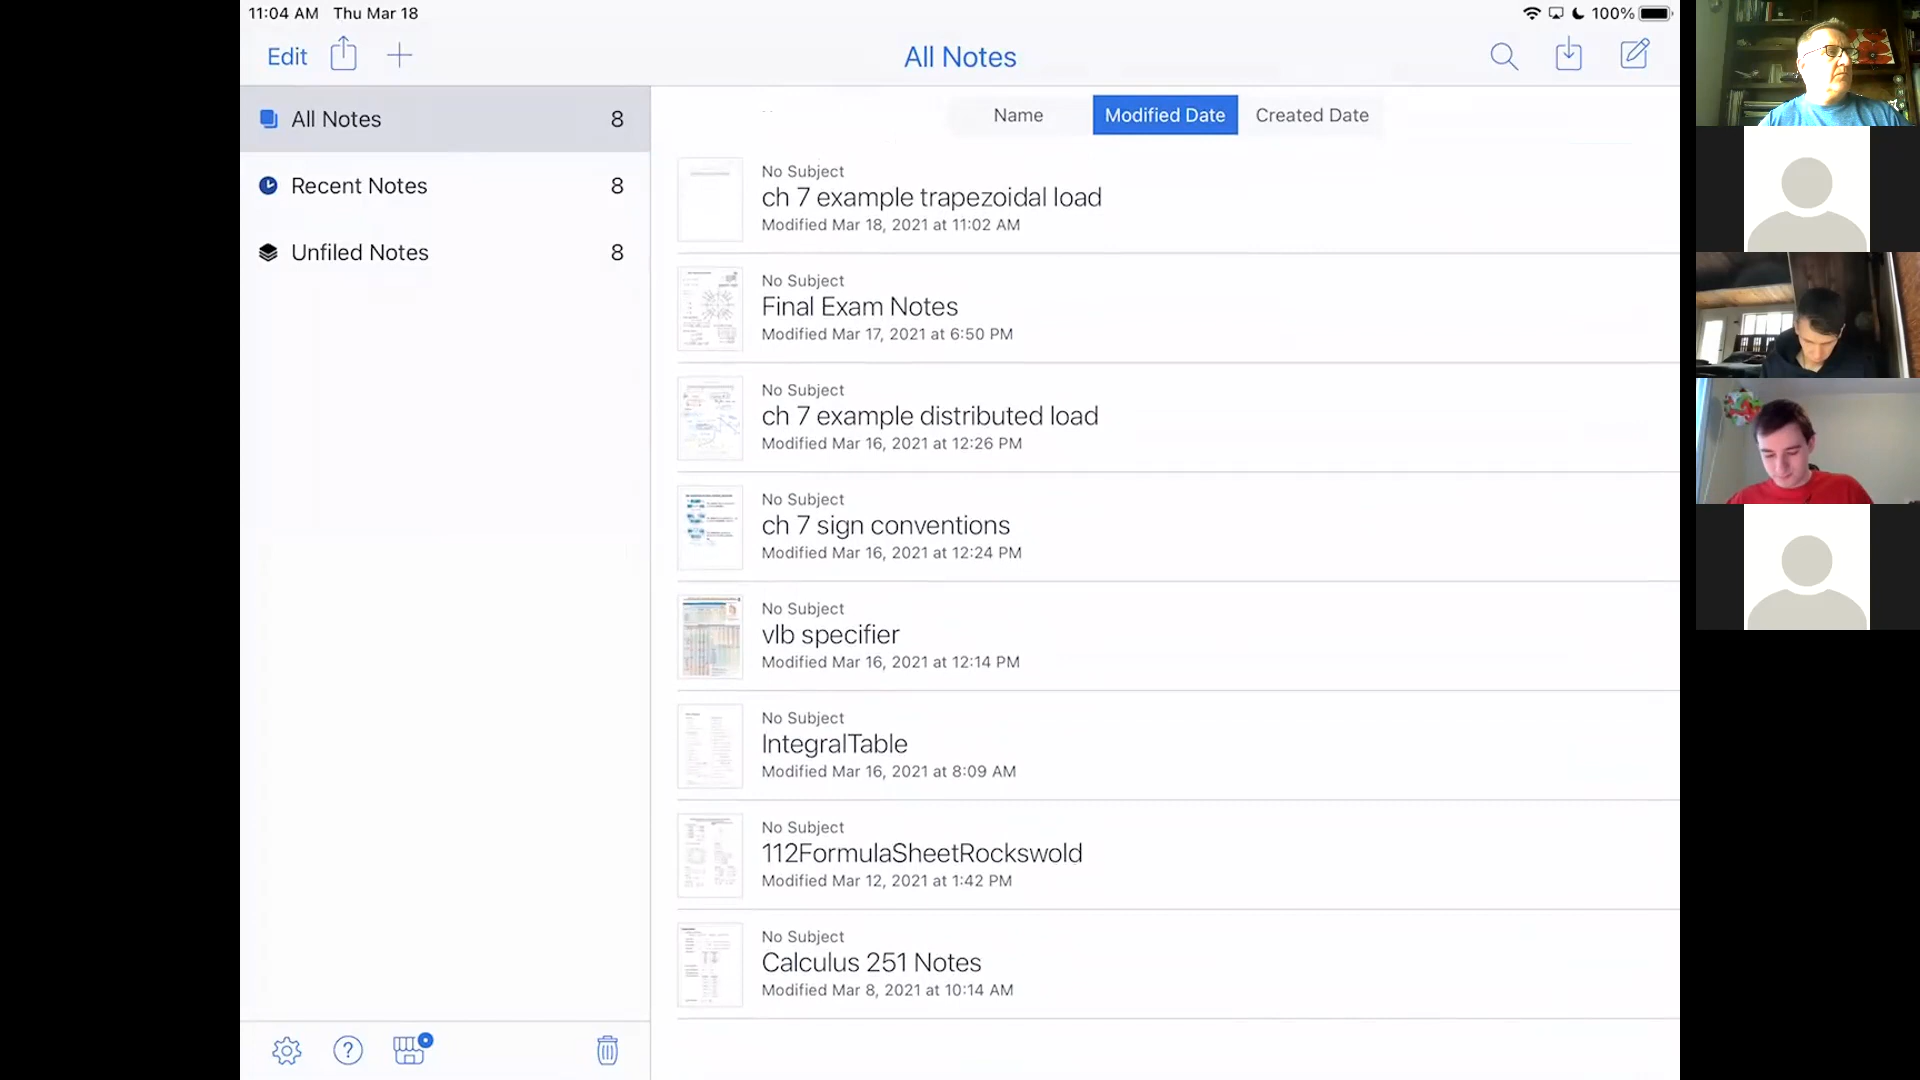 11:04 AM Thu Mar 18
100%
Edit
All Notes
All Notes 8
Recent Notes 8
Unfiled Notes 8
Name Modified Date Created Date
No Subject
ch 7 example trapezoidal load
Modified Mar 18, 2021 at 11:02 AM
No Subject
Final Exam Notes
Modified Mar 17, 2021 at 6:50 PM
No Subject
ch 7 example distributed load
Modified Mar 16, 2021 at 12:26 PM
No Subject
ch 7 sign conventions
Modified Mar 16, 2021 at 12:24 PM
No Subject
vlb specifier
Modified Mar 16, 2021 at 12:14 PM
No Subject
IntegralTable
Modified Mar 16, 2021 at 8:09 AM
No Subject
112FormulaSheetRockswold
Modified Mar 12, 2021 at 1:42 PM
No Subject
Calculus 251 Notes
Modified Mar 8, 2021 at 10:14 AM